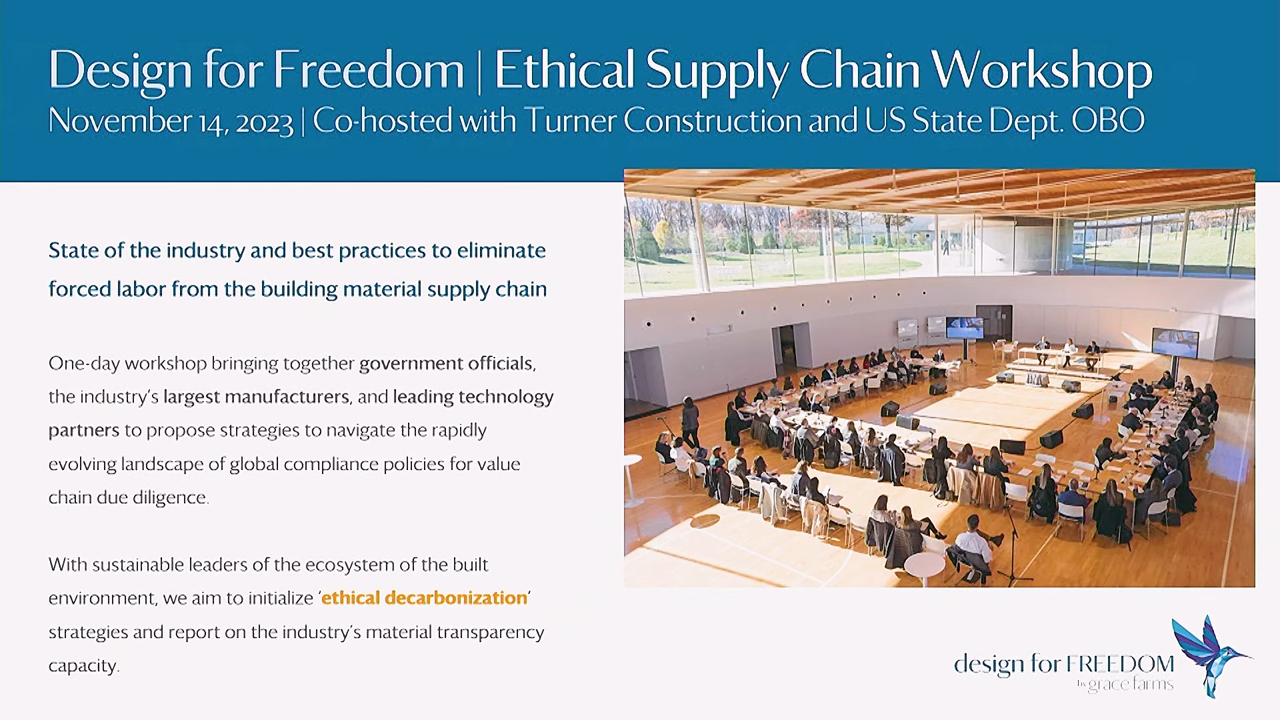 Design for Freedom | Ethical Supply Chain Workshop
November 14, 2023 | Co-hosted with Turner Construction and US State Dept. OBO
State of the industry and best practices to eliminate
forced labor from the building material supply chain
One-day workshop bringing together government officials,
the industry's largest manufacturers, and leading technology
partners to propose strategies to navigate the rapidly
evolving landscape of global compliance policies for value
chain due diligence.
With sustainable leaders of the ecosystem of the built
environment, we aim to initialize 'ethical decarbonization'
strategies and report on the industry's material transparency
capacity.
design for FREEDOM
by grace farms